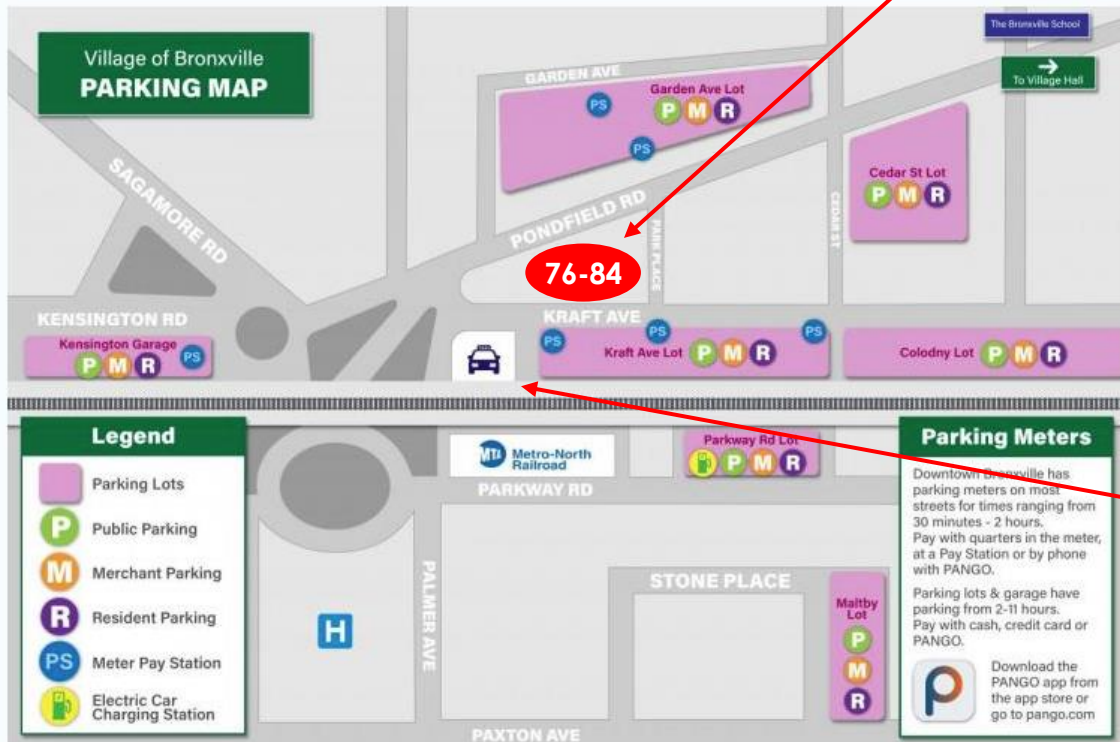 Village of Bronxville
PARKING MAP
The Bronxville School
→
To Village Hall
GARDEN AVE
Garden Ave Lot
P M R
PS
PS
SAGAMORE RD
PONDFIELD RD
PARK PLACE
CEDAR ST
Cedar St Lot
P M R
76-84
KENSINGTON RD
Kensington Garage
P M R PS
KRAFT AVE
PS
PS
PS
Kraft Ave Lot P M R
Colodny Lot P M R
Legend
Parking Lots
P Public Parking
M Merchant Parking
R Resident Parking
PS Meter Pay Station
Electric Car
Charging Station
MTA Metro-North
Railroad
Parkway Rd Lot
P M R
PARKWAY RD
PALMER AVE
H
STONE PLACE
Maltby
Lot
P
M
R
PAXTON AVE
Parking Meters
Downtown Bronxville has
parking meters on most
streets for times ranging from
30 minutes - 2 hours.
Pay with quarters in the meter,
at a Pay Station or by phone
with PANGO.
Parking lots & garage have
parking from 2-11 hours.
Pay with cash, credit card or
PANGO.
Download the
PANGO app from
the app store or
go to pango.com